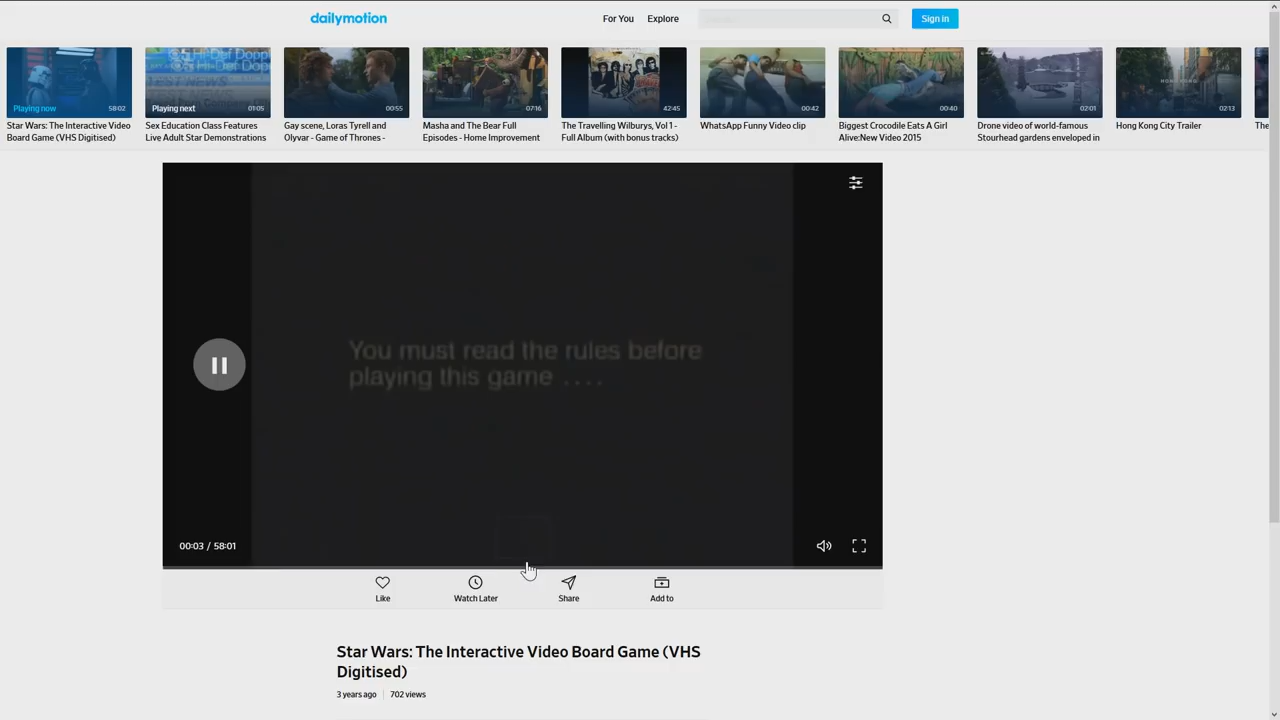 dailymotion
For You
Explore
Sign in
Playing now
58:02
Playing next
01:05
00:55
07:16
42:45
00:42
00:40
02:01
02:13
Star Wars: The Interactive Video
Board Game (VHS Digitised)
Sex Education Class Features
Live Adult Star Demonstrations
Gay scene, Loras Tyrell and
Olyvar - Game of Thrones -
Masha and The Bear Full
Episodes - Home Improvement
The Travelling Wilburys, Vol 1 -
Full Album (with bonus tracks)
WhatsApp Funny Video clip
Biggest Crocodile Eats A Girl
Alive:New Video 2015
Drone video of world-famous
Stourhead gardens enveloped in
Hong Kong City Trailer
You must read the rules before
playing this game ....
00:03 / 58:01
Like
Watch Later
Share
Add to
Star Wars: The Interactive Video Board Game (VHS
Digitised)
3 years ago
702 views